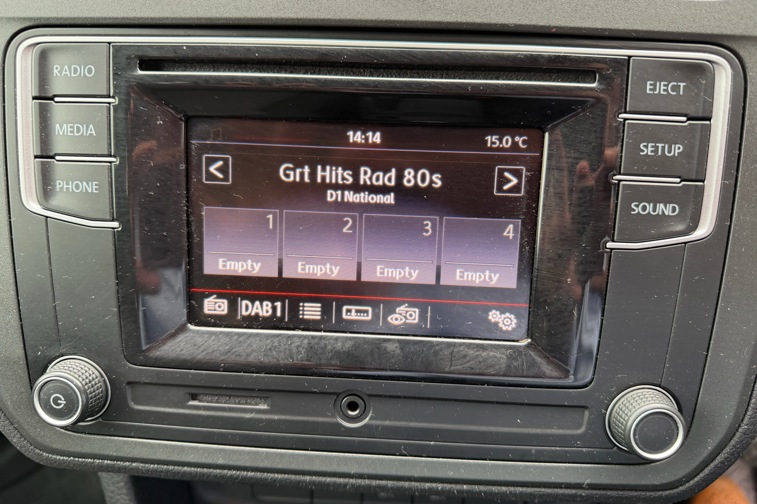 RADIO
MEDIA
PHONE
EJECT
SETUP
SOUND
14:14
15.0 °C
< Grt Hits Rad 80s >
D1 National
1 2 3 4
Empty Empty Empty Empty
DAB1